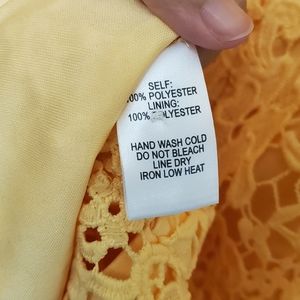 SELF:
100% POLYESTER
LINING:
100% POLYESTER
HAND WASH COLD
DO NOT BLEACH
LINE DRY
IRON LOW HEAT